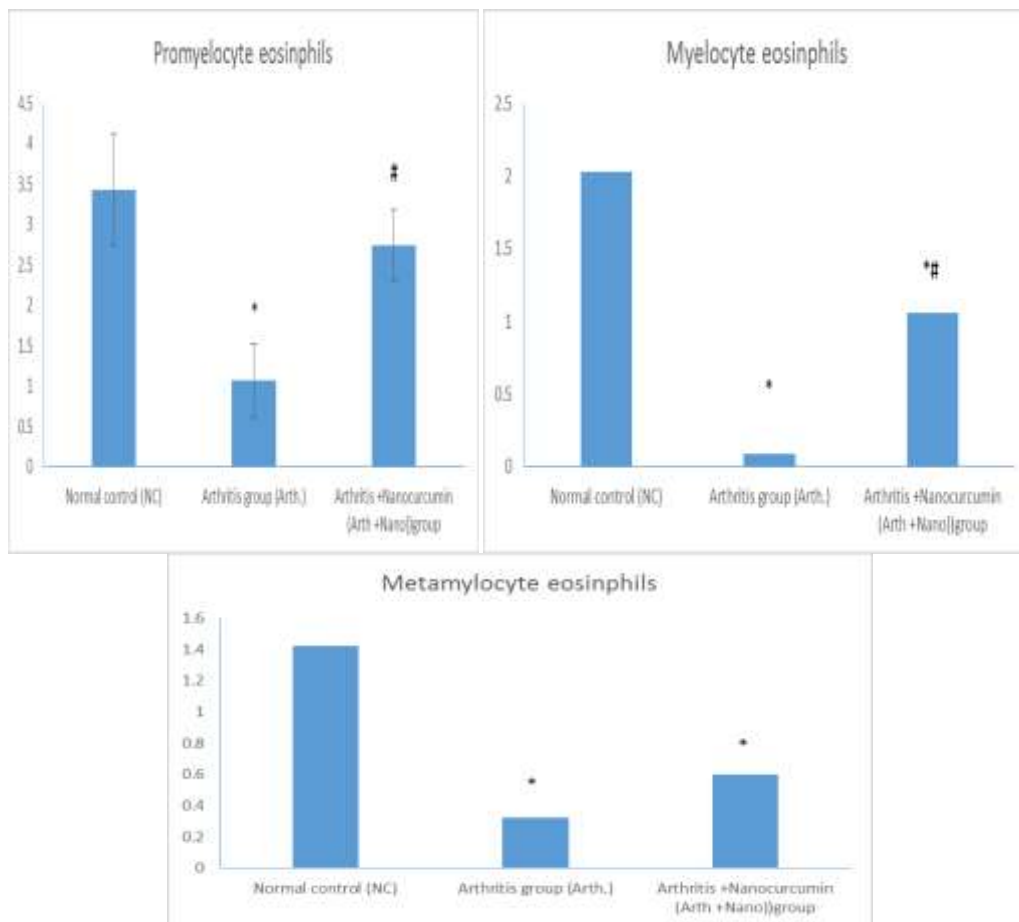 Promyelocyte eosinphils
4.5
4
3.5
3
2.5
2
1.5
1
0.5
0
*
#
Normal control (NC)
Arthritis group (Arth.)
Arthritis +Nanocurcumin
(Arth +Nano))group
Myelocyte eosinphils
2.5
2
1.5
1
0.5
0
*
*#
Normal control (NC)
Arthritis group (Arth.)
Arthritis +Nanocurcumin
(Arth +Nano))group
Metamylocyte eosinphils
1.6
1.4
1.2
1
0.8
0.6
0.4
0.2
0
*
*
Normal control (NC)
Arthritis group (Arth.)
Arthritis +Nanocurcumin
(Arth +Nano))group